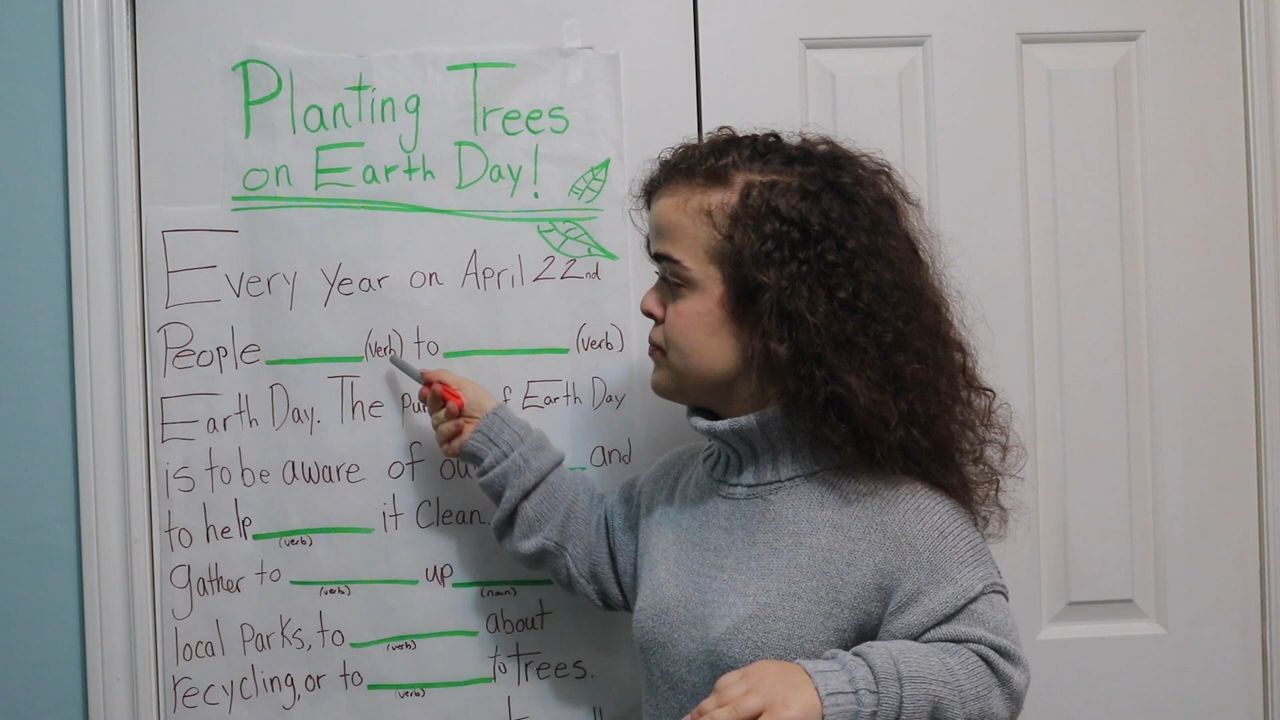 Planting Trees
on Earth Day!
Every year on April 22nd
People ______ (verb) to ______ (verb)
Earth Day. The Earth Day
is to be aware of _ and
to help ______ (verb) it Clean.
gather to ______ (verb) up ______ (noun)
local Parks, to ______ (verb) about
recycling, or to ______ (verb) to trees.